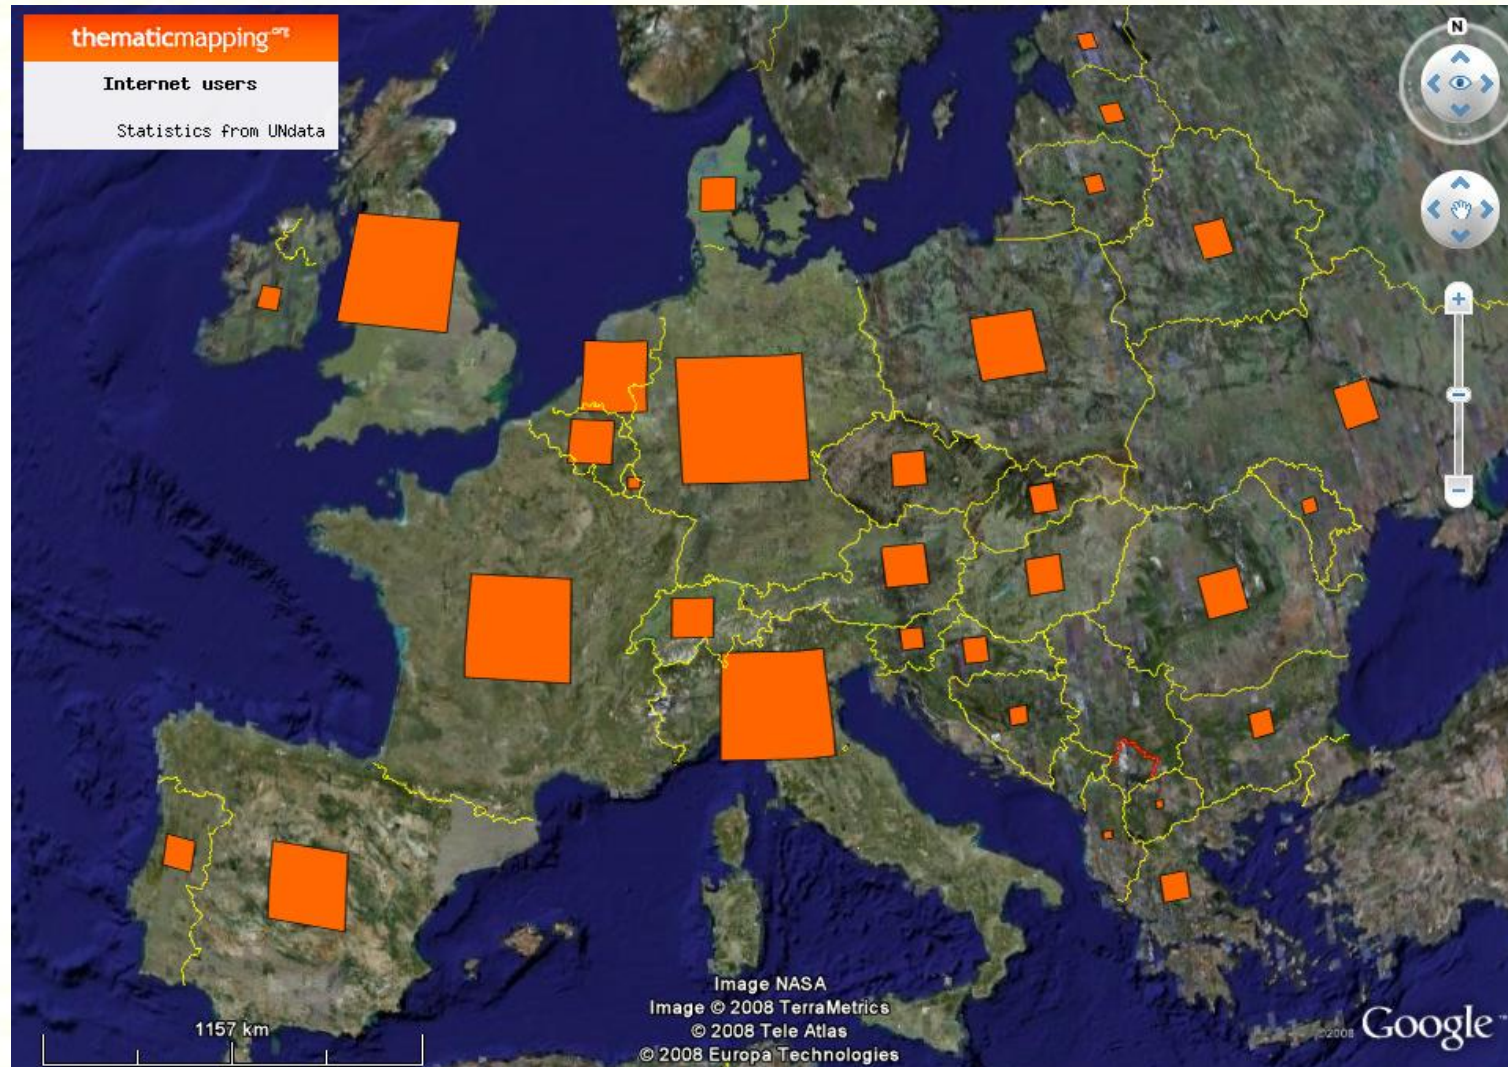 thematicmapping.org
Internet users
Statistics from UNdata
N
1157 km
Image NASA
Image © 2008 TerraMetrics
© 2008 Tele Atlas
© 2008 Europa Technologies
©2008 Google™